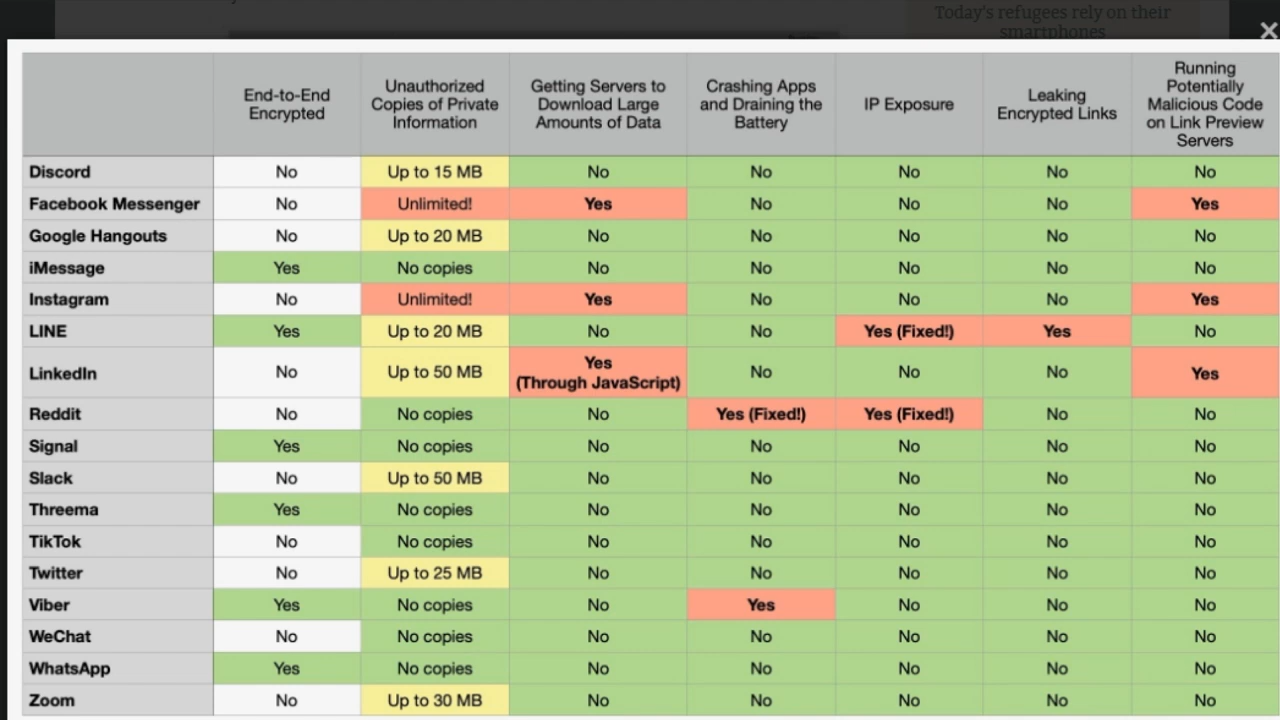 Today's refugees rely on their
smartphones
×
End-to-End Encrypted | Unauthorized Copies of Private Information | Getting Servers to Download Large Amounts of Data | Crashing Apps and Draining the Battery | IP Exposure | Leaking Encrypted Links | Running Potentially Malicious Code on Link Preview Servers
Discord | No | Up to 15 MB | No | No | No | No | No
Facebook Messenger | No | Unlimited! | Yes | No | No | No | Yes
Google Hangouts | No | Up to 20 MB | No | No | No | No | No
iMessage | Yes | No copies | No | No | No | No | No
Instagram | No | Unlimited! | Yes | No | No | No | Yes
LINE | Yes | Up to 20 MB | No | No | Yes (Fixed!) | Yes | No
LinkedIn | No | Up to 50 MB | Yes (Through JavaScript) | No | No | No | Yes
Reddit | No | No copies | No | Yes (Fixed!) | Yes (Fixed!) | No | No
Signal | Yes | No copies | No | No | No | No | No
Slack | No | Up to 50 MB | No | No | No | No | No
Threema | Yes | No copies | No | No | No | No | No
TikTok | No | No copies | No | No | No | No | No
Twitter | No | Up to 25 MB | No | No | No | No | No
Viber | Yes | No copies | No | Yes | No | No | No
WeChat | No | No copies | No | No | No | No | No
WhatsApp | Yes | No copies | No | No | No | No | No
Zoom | No | Up to 30 MB | No | No | No | No | No